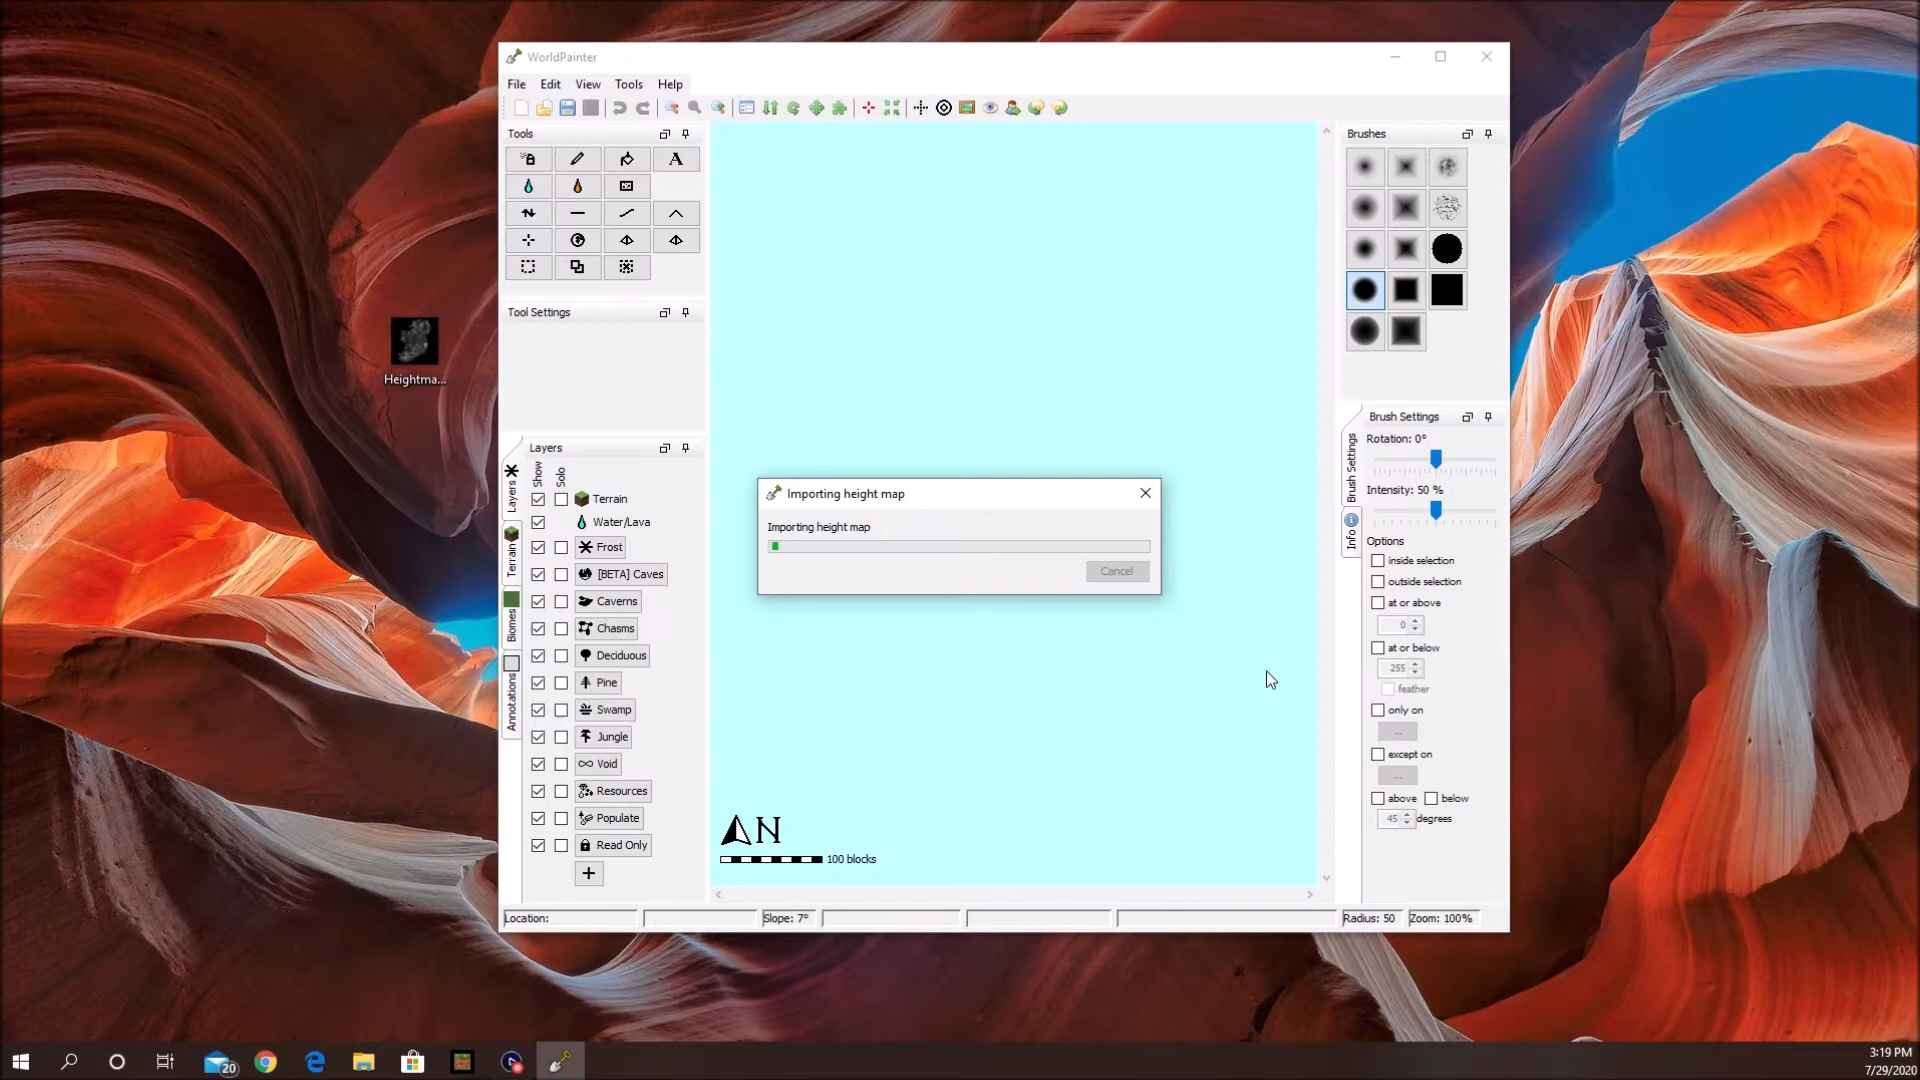 WorldPainter
File Edit View Tools Help
Tools
A
Tool Settings
Layers
Show
Solo
Layers
Terrain
Biomes
Annotations
Terrain
Water/Lava
Frost
[BETA] Caves
Caverns
Chasms
Deciduous
Pine
Swamp
Jungle
Void
Resources
Populate
Read Only
+
Heightma...
Importing height map
Importing height map
Cancel
N
100 blocks
Brushes
Brush Settings
Info
Brush Settings
Rotation: 0°
Intensity: 50 %
Options
inside selection
outside selection
at or above
0
at or below
255
feather
only on
...
except on
...
above below
45 degrees
Location:
Slope: 7°
Radius: 50
Zoom: 100%
20
3:19 PM
7/29/2020